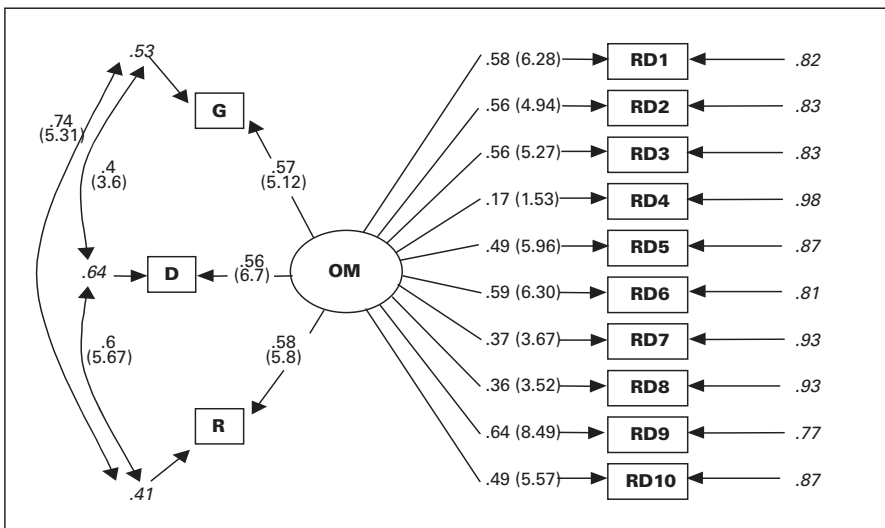 .53
G
.74
(5.31)
.4
(3.6)
.57
(5.12)
.64
D
.56
(6.7)
OM
.6
(5.67)
.58
(5.8)
R
.41
.58 (6.28) RD1 .82
.56 (4.94) RD2 .83
.56 (5.27) RD3 .83
.17 (1.53) RD4 .98
.49 (5.96) RD5 .87
.59 (6.30) RD6 .81
.37 (3.67) RD7 .93
.36 (3.52) RD8 .93
.64 (8.49) RD9 .77
.49 (5.57) RD10 .87